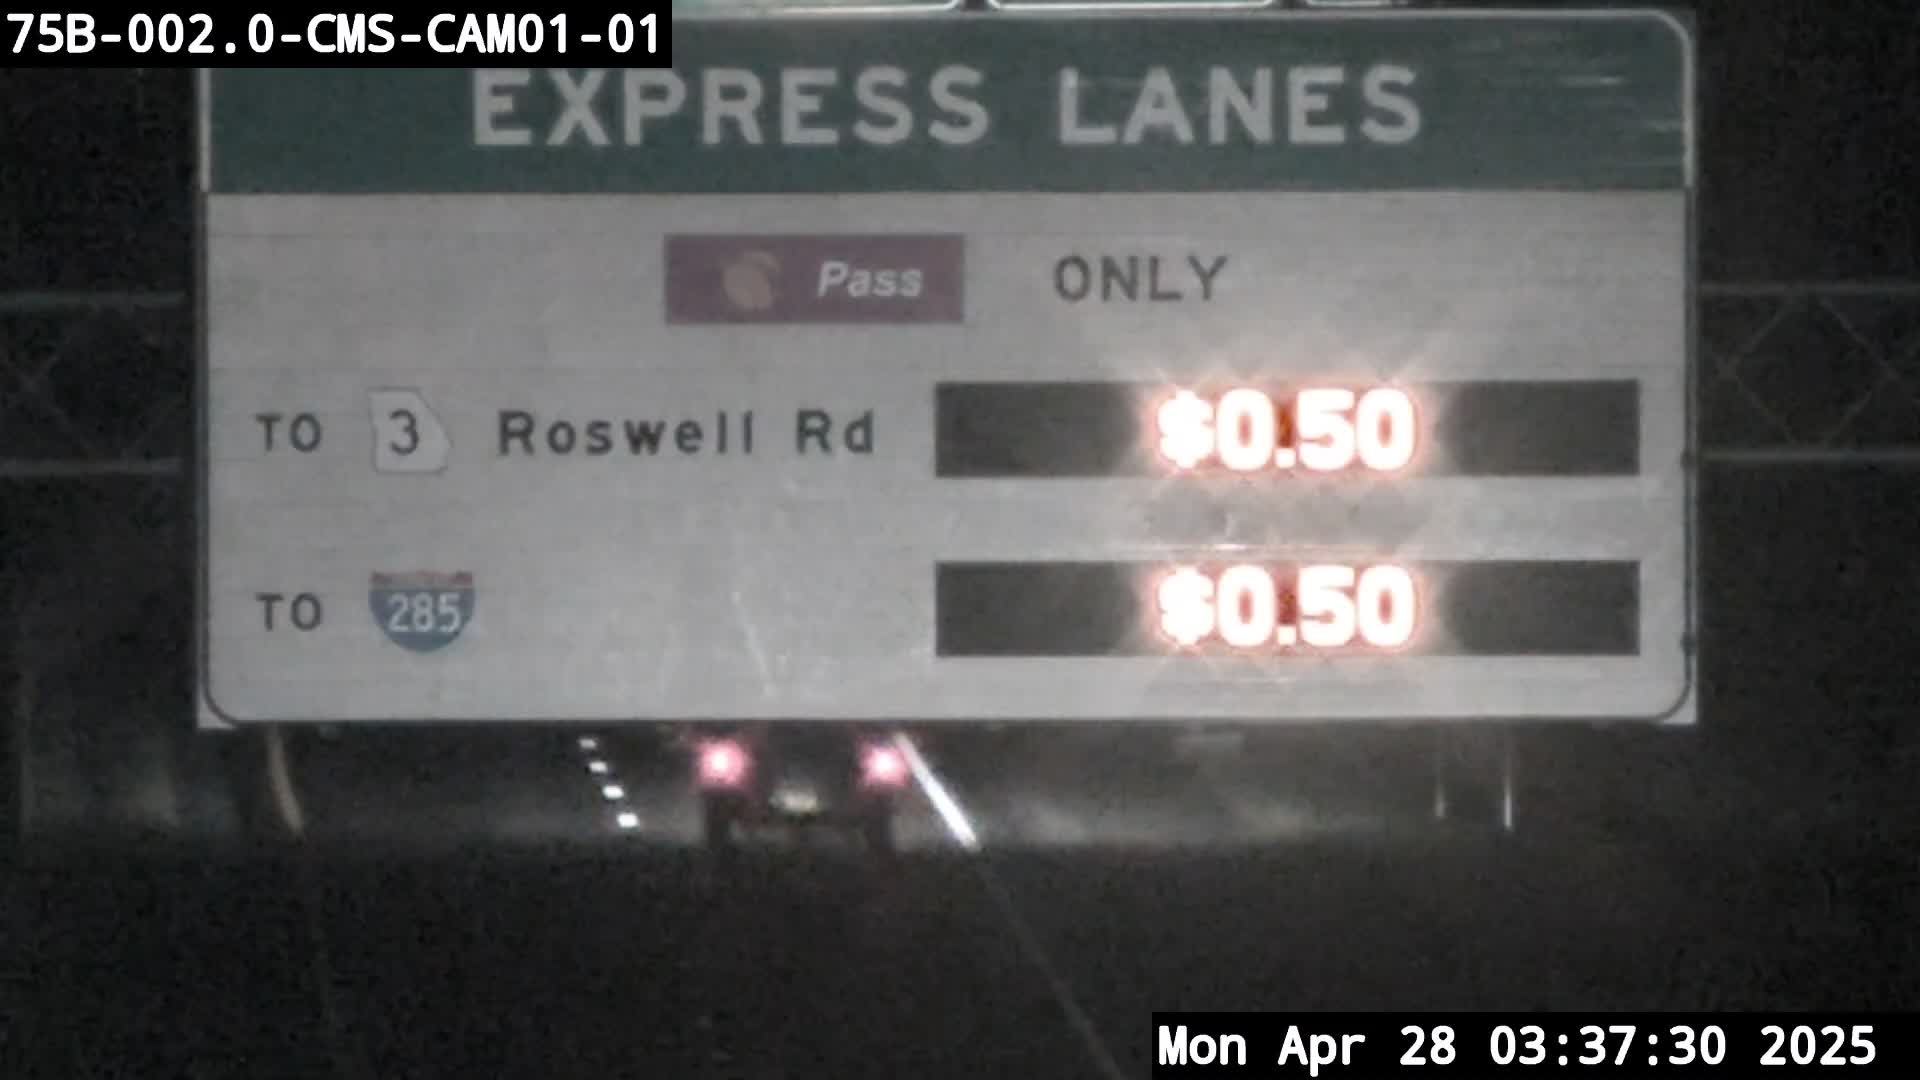 75B-002.0-CMS-CAM01-01
EXPRESS LANES
Pass ONLY
TO 3 Roswell Rd $0.50
TO 285 $0.50
Mon Apr 28 03:37:30 2025